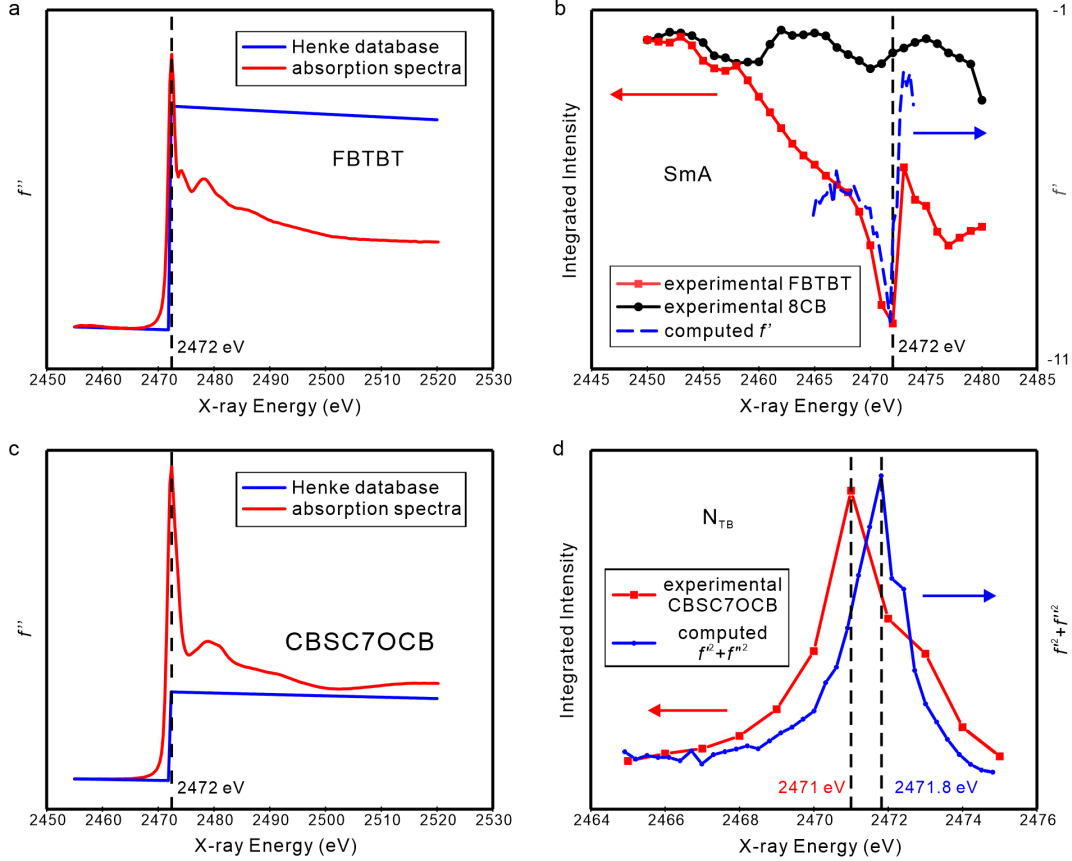 a
Henke database
absorption spectra
FBTBT
f''
2472 eV
2450 2460 2470 2480 2490 2500 2510 2520 2530
X-ray Energy (eV)
b
-1
SmA
Integrated Intensity
f'
experimental FBTBT
experimental 8CB
computed f'
2472 eV
-11
2445 2450 2455 2460 2465 2470 2475 2480 2485
X-ray Energy (eV)
c
Henke database
absorption spectra
CBSC7OCB
f''
2472 eV
2450 2460 2470 2480 2490 2500 2510 2520 2530
X-ray Energy (eV)
d
NTB
Integrated Intensity
experimental
CBSC7OCB
computed
f'²+f''²
f'²+f''²
2471 eV
2471.8 eV
2464 2466 2468 2470 2472 2474 2476
X-ray Energy (eV)